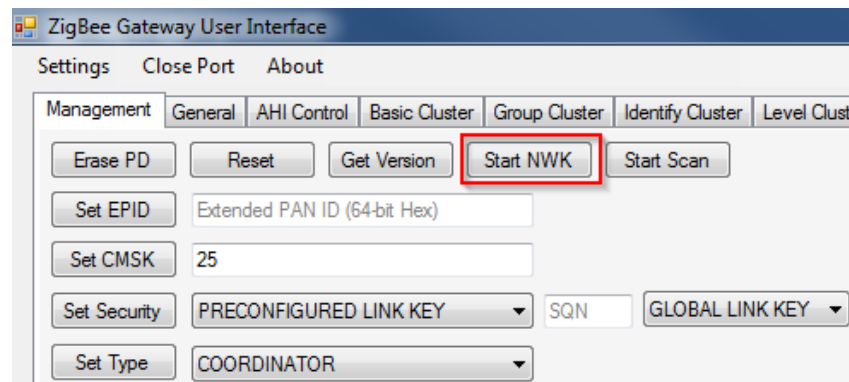 ZigBee Gateway User Interface
Settings Close Port About
Management General AHI Control Basic Cluster Group Cluster Identify Cluster Level Clust
Erase PD Reset Get Version Start NWK Start Scan
Set EPID Extended PAN ID (64-bit Hex)
Set CMSK 25
Set Security PRECONFIGURED LINK KEY SQN GLOBAL LINK KEY
Set Type COORDINATOR